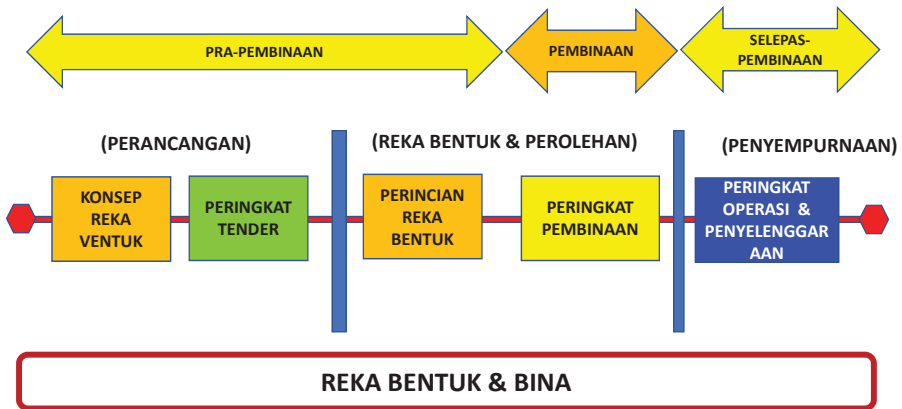 PRA-PEMBINAAN
PEMBINAAN
SELEPAS-
PEMBINAAN
(PERANCANGAN)
(REKA BENTUK & PEROLEHAN)
(PENYEMPURNAAN)
KONSEP
REKA
VENTUK
PERINGKAT
TENDER
PERINCIAN
REKA
BENTUK
PERINGKAT
PEMBINAAN
PERINGKAT
OPERASI &
PENYELENGGAR
AAN
REKA BENTUK & BINA